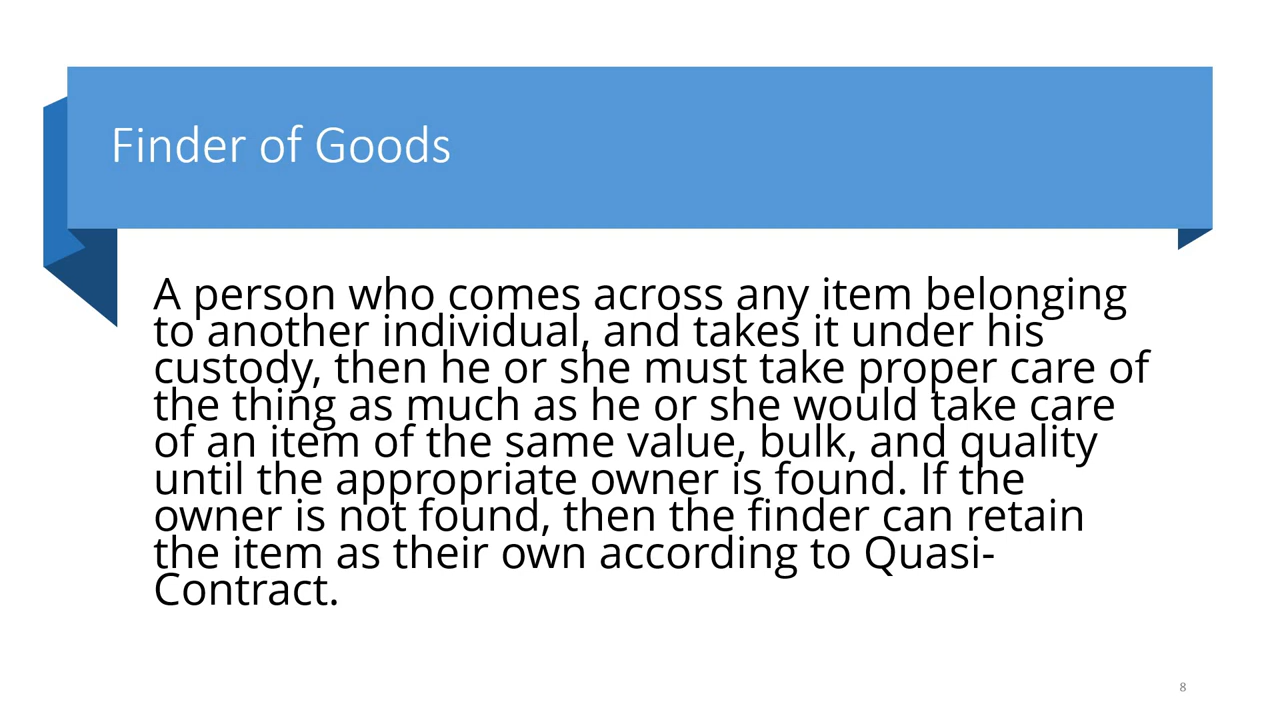 Finder of Goods
A person who comes across any item belonging
to another individual, and takes it under his
custody, then he or she must take proper care of
the thing as much as he or she would take care
of an item of the same value, bulk, and quality
until the appropriate owner is found. If the
owner is not found, then the finder can retain
the item as their own according to Quasi-
Contract.
8